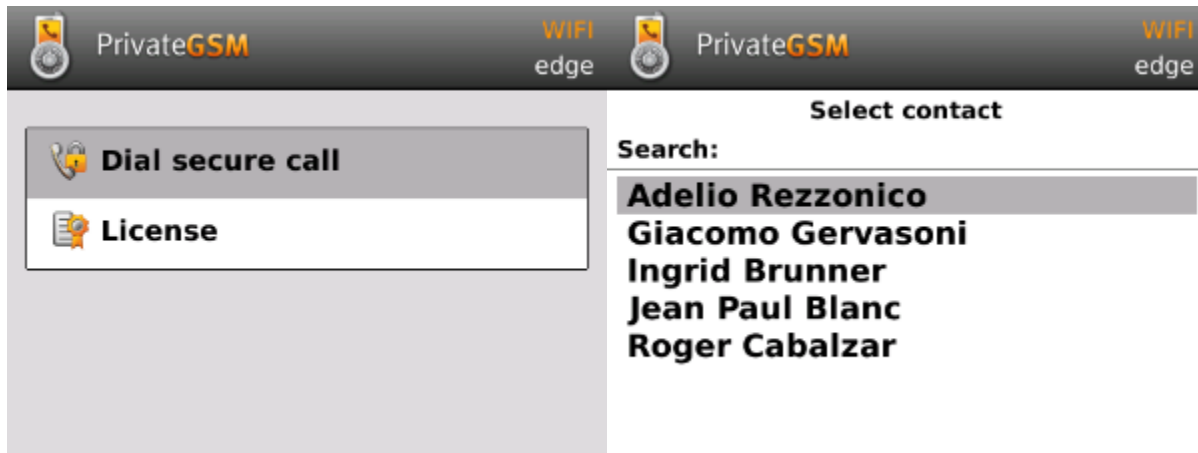 PrivateGSM
WIFI
edge
Dial secure call
License
PrivateGSM
WIFI
edge
Select contact
Search:
Adelio Rezzonico
Giacomo Gervasoni
Ingrid Brunner
Jean Paul Blanc
Roger Cabalzar